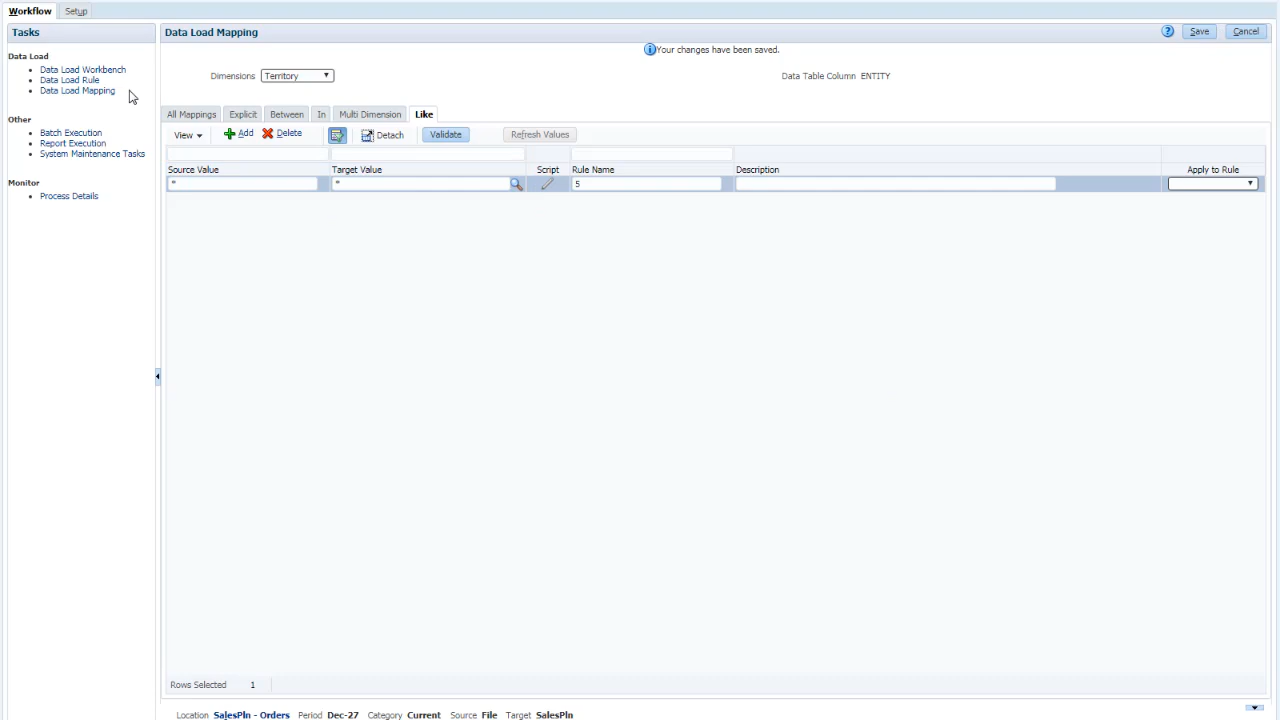 Workflow Setup
Tasks
Data Load
Data Load Workbench
Data Load Rule
Data Load Mapping
Other
Batch Execution
Report Execution
System Maintenance Tasks
Monitor
Process Details
Data Load Mapping
? Save Cancel
Your changes have been saved.
Dimensions Territory Data Table Column ENTITY
All Mappings Explicit Between In Multi Dimension Like
View Add Delete Detach Validate Refresh Values
Source Value Target Value Script Rule Name Description Apply to Rule
* * 5
Rows Selected 1
Location SalesPln - Orders Period Dec-27 Category Current Source File Target SalesPln